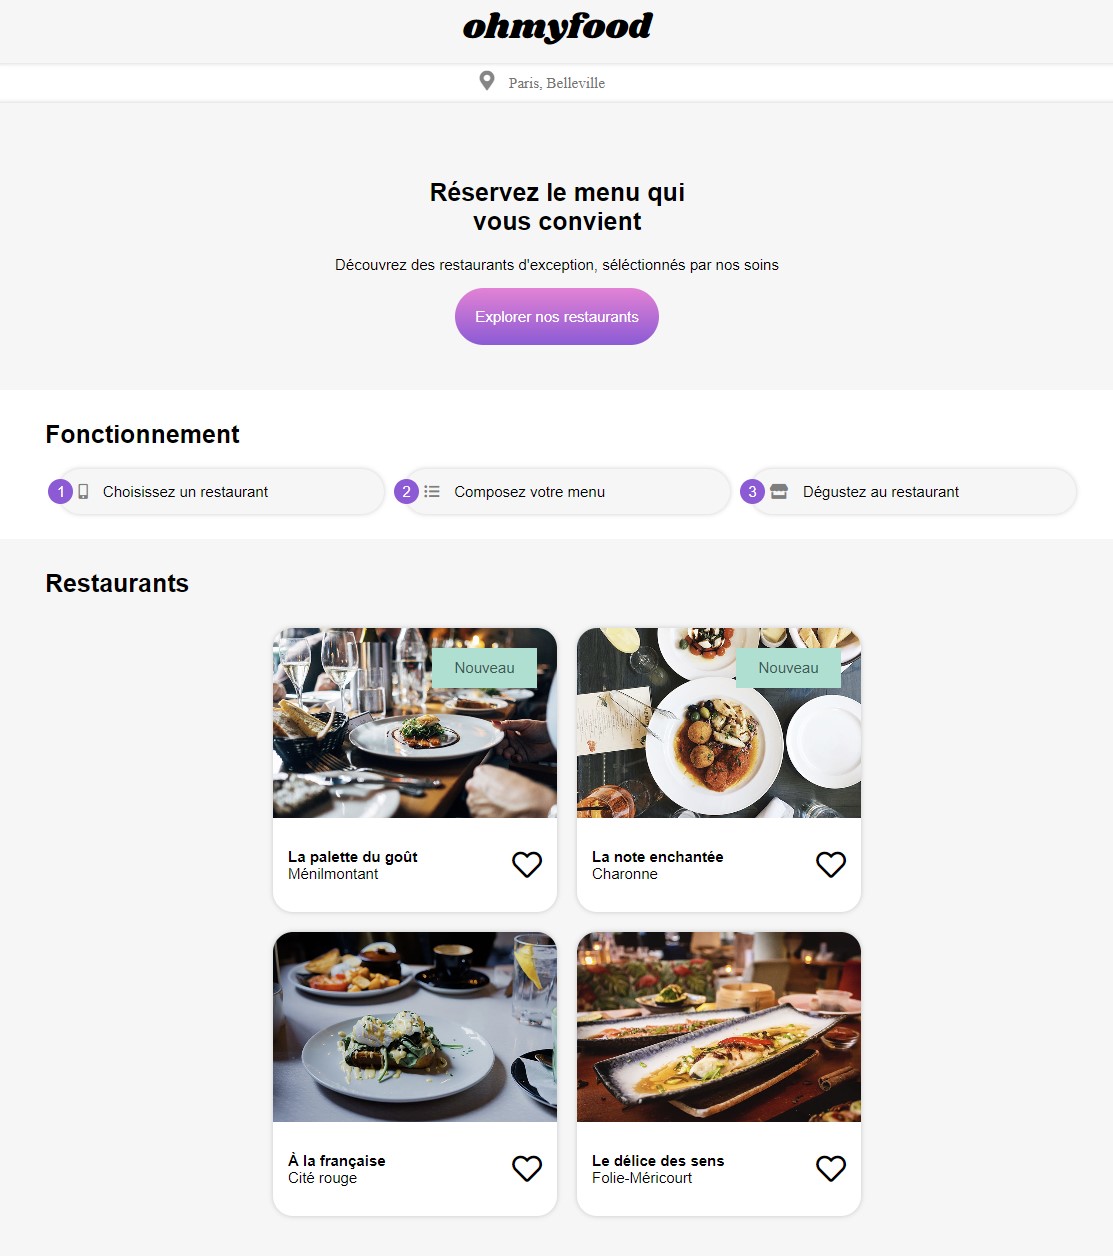 ohmyfood
Paris, Belleville
Réservez le menu qui
vous convient
Découvrez des restaurants d'exception, séléctionnés par nos soins
Explorer nos restaurants
Fonctionnement
1 Choisissez un restaurant
2 Composez votre menu
3 Dégustez au restaurant
Restaurants
Nouveau
La palette du goût
Ménilmontant
Nouveau
La note enchantée
Charonne
À la française
Cité rouge
Le délice des sens
Folie-Méricourt